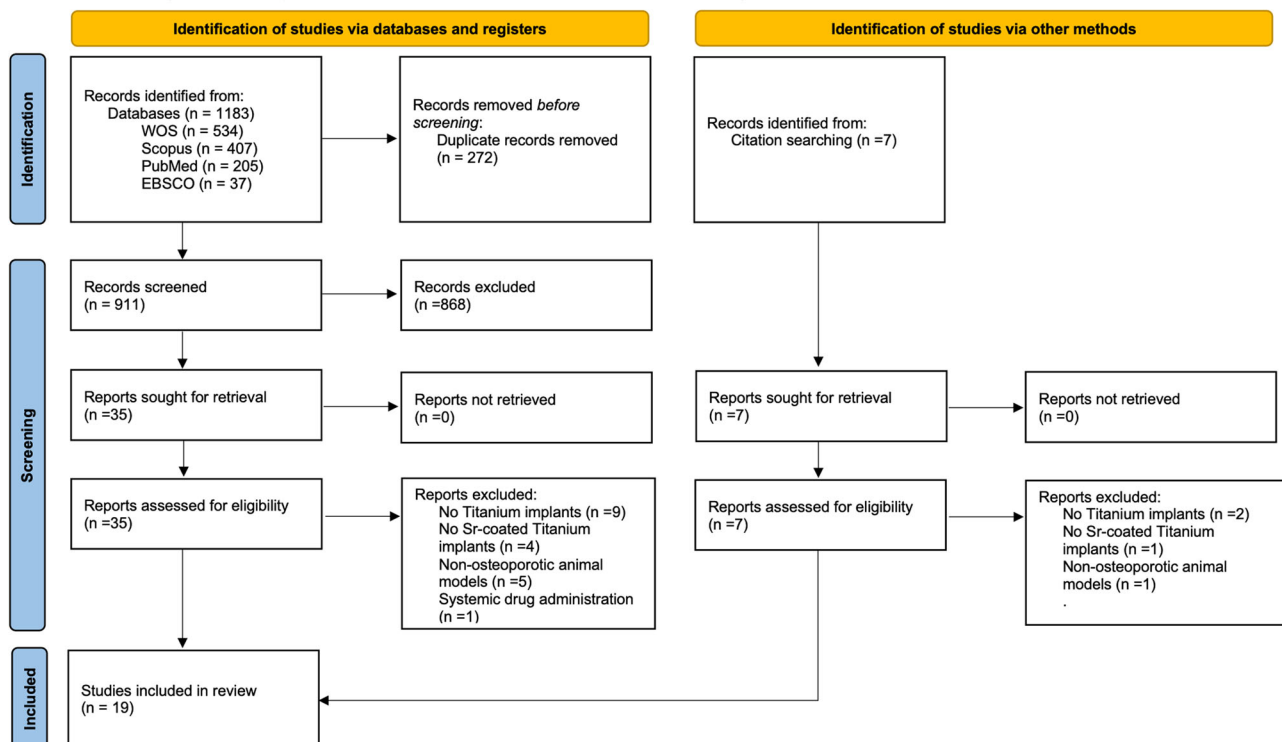 Identification of studies via databases and registers
Identification of studies via other methods
Identification
Records identified from:
Databases (n = 1183)
WOS (n = 534)
Scopus (n = 407)
PubMed (n = 205)
EBSCO (n = 37)
Records removed before
screening:
Duplicate records removed
(n = 272)
Records identified from:
Citation searching (n =7)
Screening
Records screened
(n = 911)
Records excluded
(n =868)
Reports sought for retrieval
(n =35)
Reports not retrieved
(n =0)
Reports sought for retrieval
(n =7)
Reports not retrieved
(n =0)
Reports assessed for eligibility
(n =35)
Reports excluded:
No Titanium implants (n =9)
No Sr-coated Titanium
implants (n =4)
Non-osteoporotic animal
models (n =5)
Systemic drug administration
(n =1)
Reports assessed for eligibility
(n =7)
Reports excluded:
No Titanium implants (n =2)
No Sr-coated Titanium
implants (n =1)
Non-osteoporotic animal
models (n =1)
.
Included
Studies included in review
(n = 19)